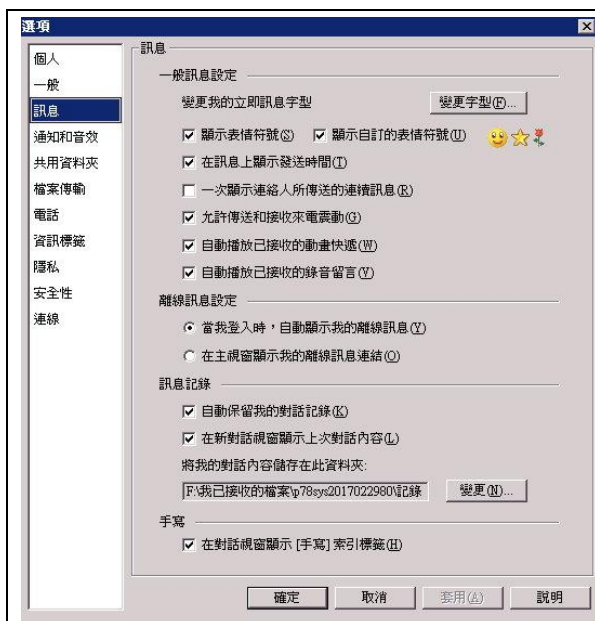 選項
個人
一般
訊息
通知和音效
共用資料夾
檔案傳輸
電話
資訊標籤
隱私
安全性
連線
訊息
一般訊息設定
變更我的立即訊息字型 變更字型(F)...
顯示表情符號(S) 顯示自訂的表情符號(U)
在訊息上顯示發送時間(T)
一次顯示連絡人所傳送的連續訊息(R)
允許傳送和接收來電震動(G)
自動播放已接收的動畫快遞(W)
自動播放已接收的錄音留言(V)
離線訊息設定
當我登入時，自動顯示我的離線訊息(Y)
在主視窗顯示我的離線訊息連結(O)
訊息記錄
自動保留我的對話記錄(K)
在新對話視窗顯示上次對話內容(L)
將我的對話內容儲存在此資料夾:
F:\我已接收的檔案\p78sys2017022980\記錄 變更(N)...
手寫
在對話視窗顯示 [手寫] 索引標籤(H)
確定 取消 套用(A) 說明